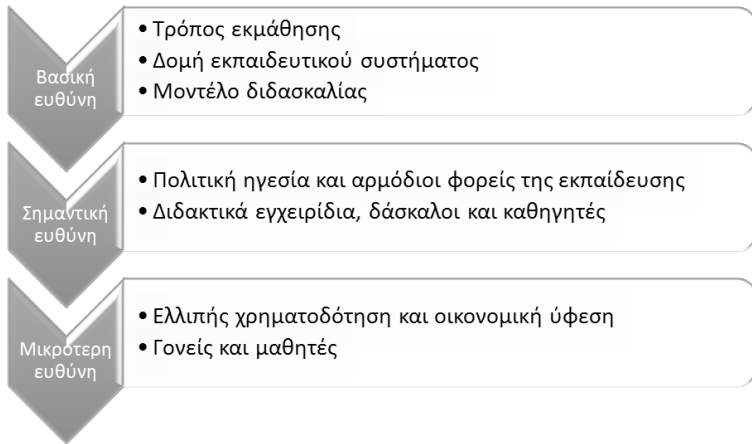 Βασική
ευθύνη
• Τρόπος εκμάθησης
• Δομή εκπαιδευτικού συστήματος
• Μοντέλο διδασκαλίας
Σημαντική
ευθύνη
• Πολιτική ηγεσία και αρμόδιοι φορείς της εκπαίδευσης
• Διδακτικά εγχειρίδια, δάσκαλοι και καθηγητές
Μικρότερη
ευθύνη
• Ελλιπής χρηματοδότηση και οικονομική ύφεση
• Γονείς και μαθητές